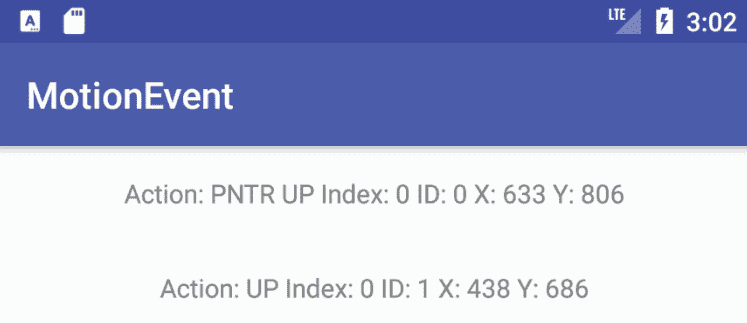 LTE 3:02
MotionEvent
Action: PNTR UP Index: 0 ID: 0 X: 633 Y: 806
Action: UP Index: 0 ID: 1 X: 438 Y: 686